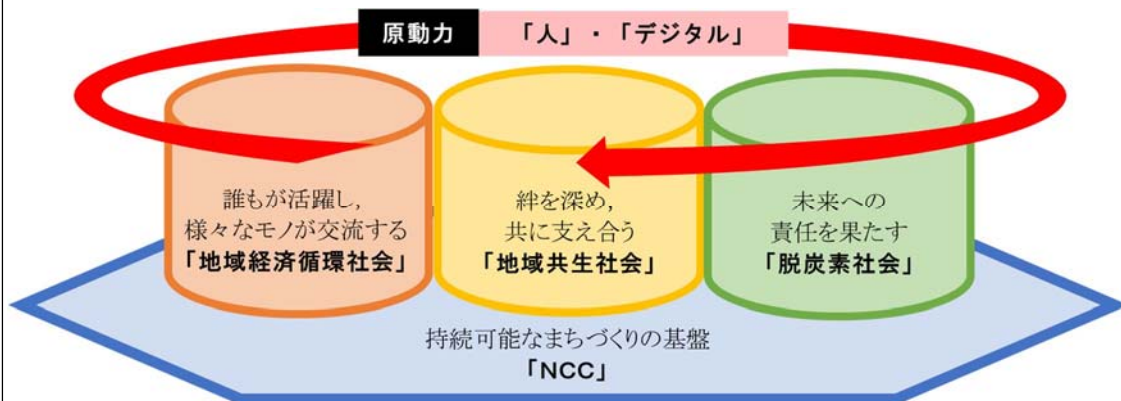 原動力 「人」・「デジタル」
誰もが活躍し,
様々なモノが交流する
「地域経済循環社会」
絆を深め,
共に支え合う
「地域共生社会」
未来への
責任を果たす
「脱炭素社会」
持続可能なまちづくりの基盤
「NCC」